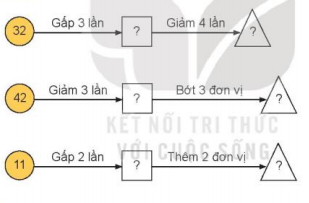 32 Gấp 3 lần ? Giảm 4 lần ?
42 Giảm 3 lần ? Bớt 3 đơn vị ?
KẾT NỐI TRI THỨC
VỚI CUỘC SỐNG
11 Gấp 2 lần ? Thêm 2 đơn vị ?